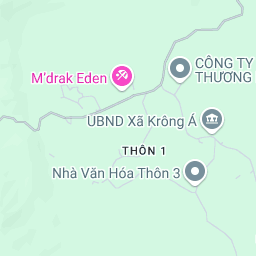 M'drak Eden
CÔNG TY
THƯƠNG
UBND Xã Krông Á
THÔN 1
Nhà Văn Hóa Thôn 3